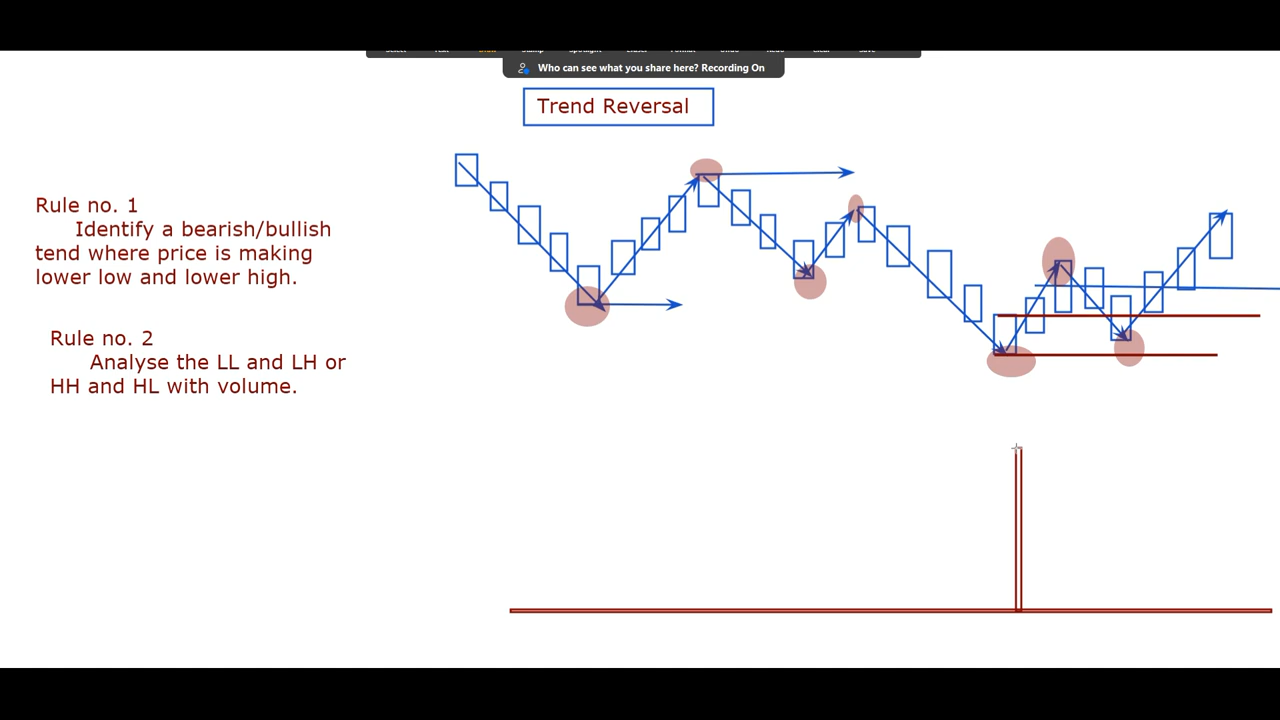 Who can see what you share here? Recording On
Trend Reversal
Rule no. 1
Identify a bearish/bullish
tend where price is making
lower low and lower high.
Rule no. 2
Analyse the LL and LH or
HH and HL with volume.